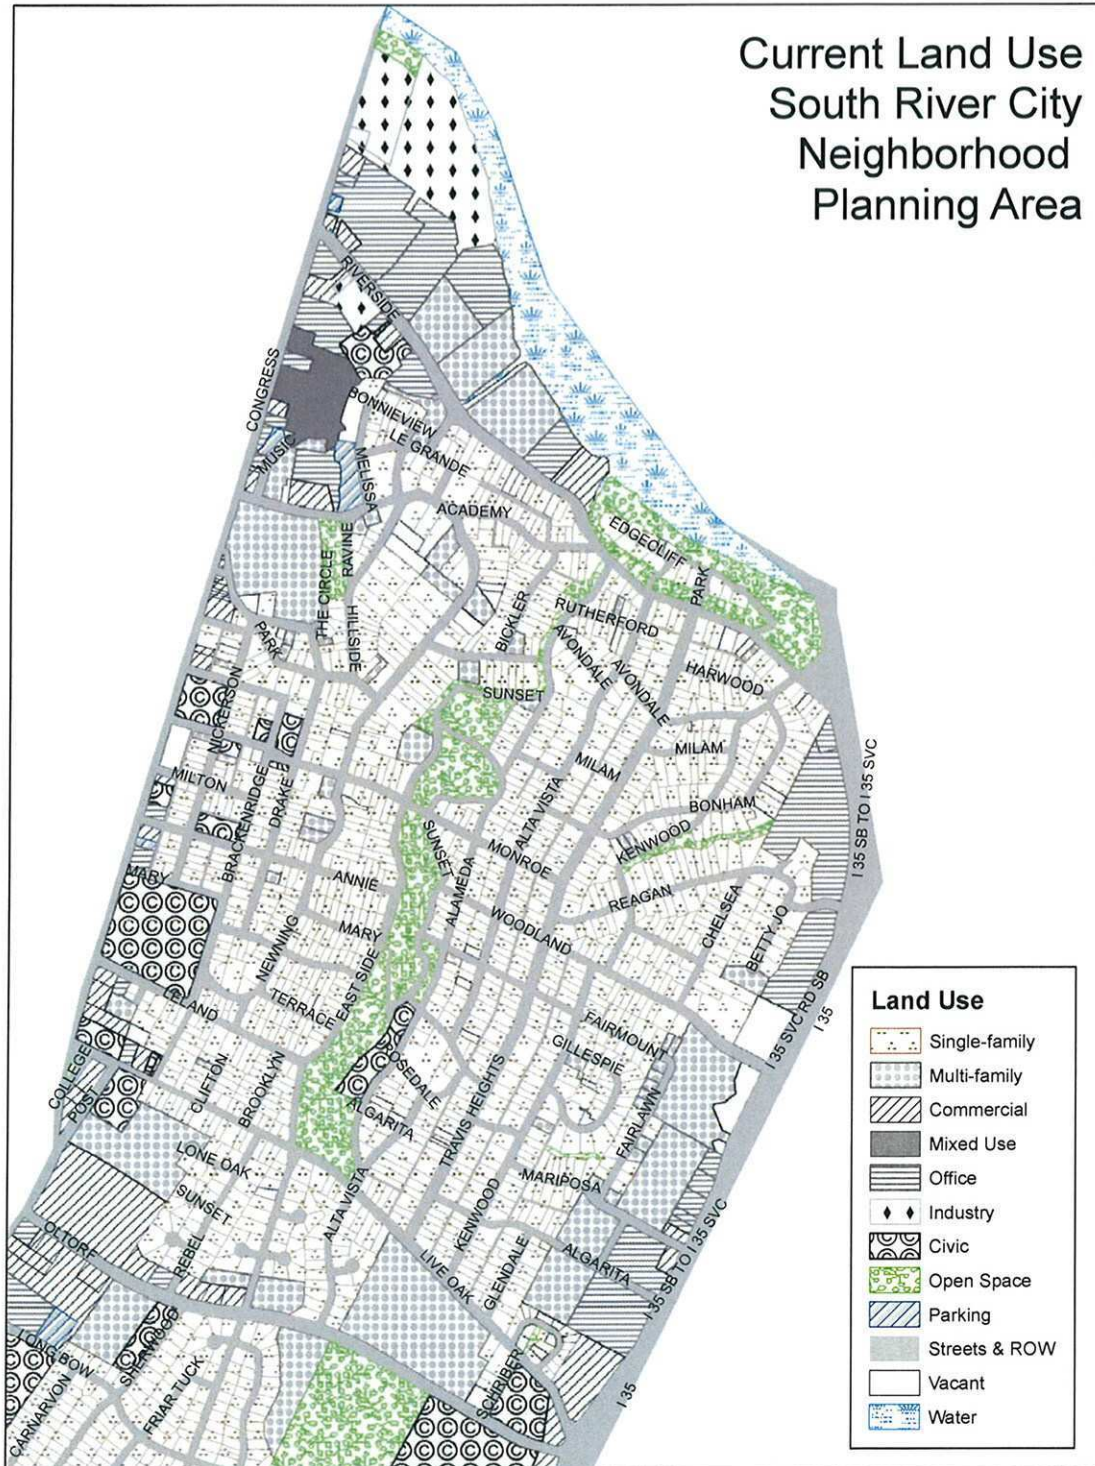 Current Land Use
South River City
Neighborhood
Planning Area
RIVERSIDE
CONGRESS
BONNIEVIEW
LE GRANDE
MUSIC
MELISSA
ACADEMY
EDGECLIFF
THE CIRCLE
RAVINE
HILLSIDE
PARK
BICKLER
RUTHERFORD
PARK
AVONDALE
AVONDALE
HARWOOD
SUNSET
NICKERSON
MILAM
MILAM
I 35 SB TO I 35 SVC
MILTON
BRACKENRIDGE
DRAKE
ALTA VISTA
BONHAM
SUNSET
MONROE
KENWOOD
MARY
ANNIE
ALAMEDA
REAGAN
CHELSEA
BETTY JO
MARY
WOODLAND
NEWNING
EAST SIDE
TERRACE
LELAND
FAIRMOUNT
GILLESPIE
I 35 SVC RD SB
I 35
COLLEGE
POST
CLIFTON
BROOKLYN
ROSEDALE
ALGARITA
TRAVIS HEIGHTS
FAIRLAWN
LONE OAK
MARIPOSA
SUNSET
ALTA VISTA
KENWOOD
OLTORF
REBEL
LIVE OAK
GLENDALE
ALGARITA
I 35 SB TO I 35 SVC
LONG BOW
SHERWOOD
FRIAR TUCK
CARNARVON
SCHRIBER
I 35
Land Use
Single-family
Multi-family
Commercial
Mixed Use
Office
Industry
Civic
Open Space
Parking
Streets & ROW
Vacant
Water